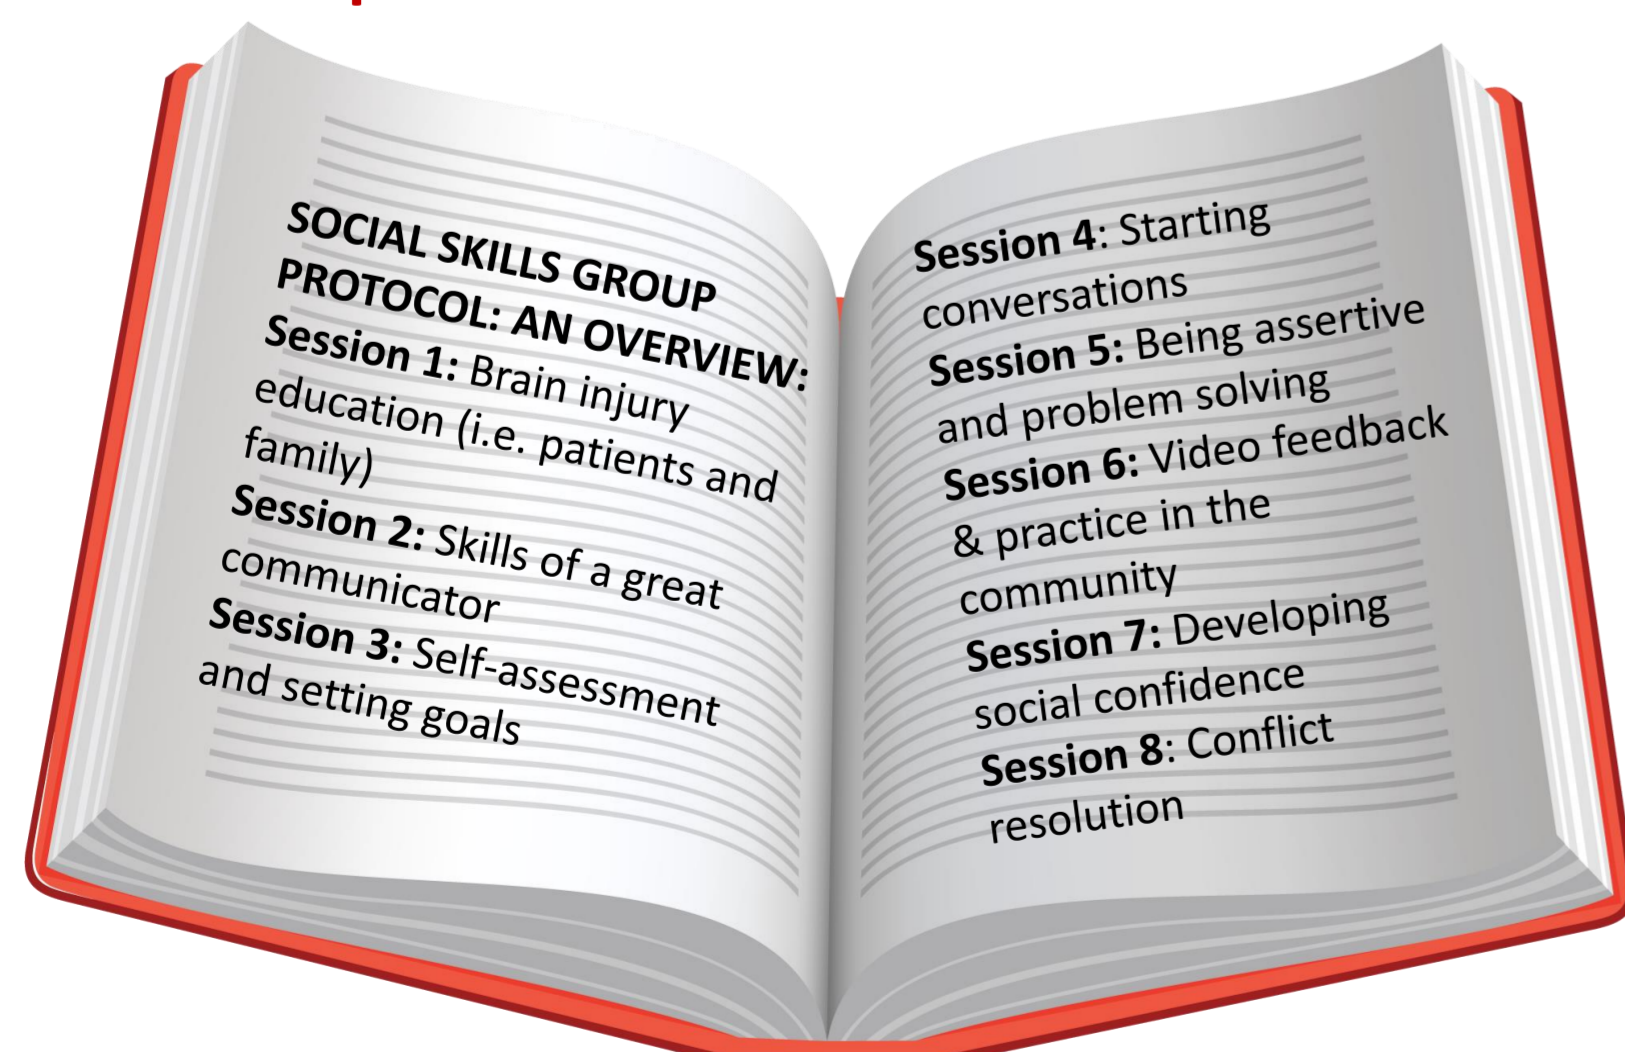 SOCIAL SKILLS GROUP
PROTOCOL: AN OVERVIEW:
Session 1: Brain injury
education (i.e. patients and
family)
Session 2: Skills of a great
communicator
Session 3: Self-assessment
and setting goals
Session 4: Starting
conversations
Session 5: Being assertive
and problem solving
Session 6: Video feedback
& practice in the
community
Session 7: Developing
social confidence
Session 8: Conflict
resolution